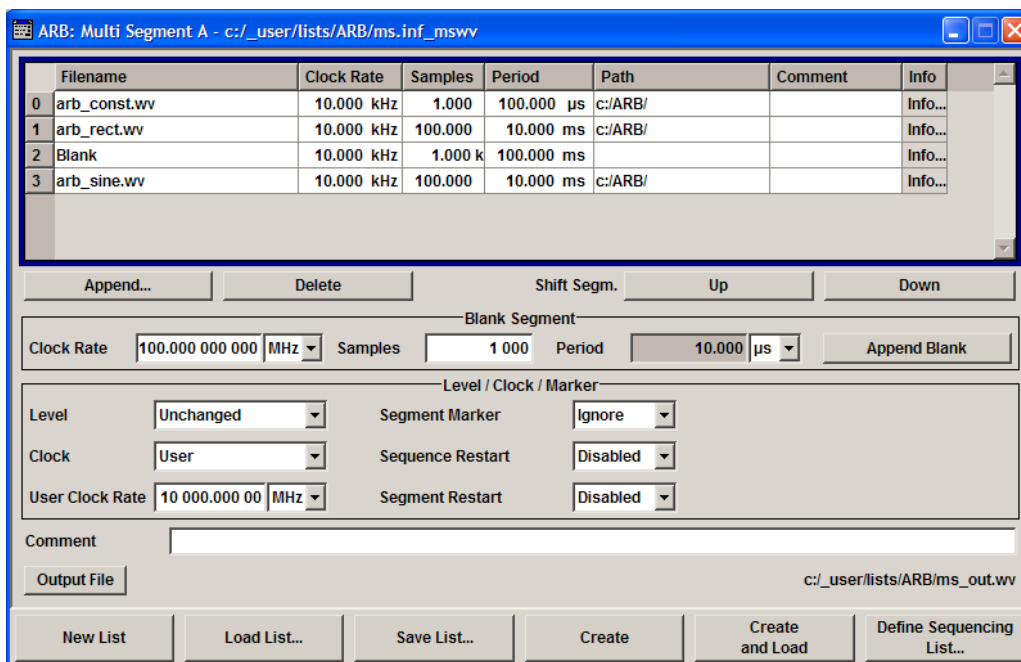 ARB: Multi Segment A - c:/_user/lists/ARB/ms.inf_mswv
Filename Clock Rate Samples Period Path Comment Info
0 arb_const.wv 10.000 kHz 1.000 100.000 µs c:/ARB/ Info...
1 arb_rect.wv 10.000 kHz 100.000 10.000 ms c:/ARB/ Info...
2 Blank 10.000 kHz 1.000 k 100.000 ms Info...
3 arb_sine.wv 10.000 kHz 100.000 10.000 ms c:/ARB/ Info...
Append... Delete Shift Segm. Up Down
Blank Segment
Clock Rate 100.000 000 000 MHz Samples 1 000 Period 10.000 µs Append Blank
Level / Clock / Marker
Level Unchanged Segment Marker Ignore
Clock User Sequence Restart Disabled
User Clock Rate 10 000.000 00 MHz Segment Restart Disabled
Comment
Output File c:/_user/lists/ARB/ms_out.wv
New List Load List... Save List... Create Create and Load Define Sequencing List...